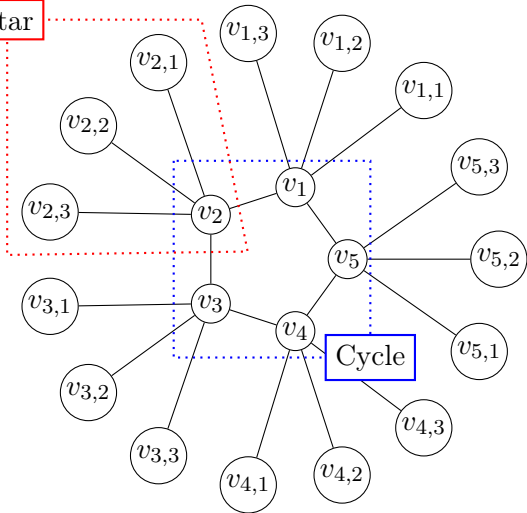 tar
v1,3
v1,2
v2,1
v1,1
v2,2
v5,3
v1
v2,3
v2
v5
v5,2
v3,1
v3
v4
Cycle
v5,1
v3,2
v4,3
v3,3
v4,1
v4,2